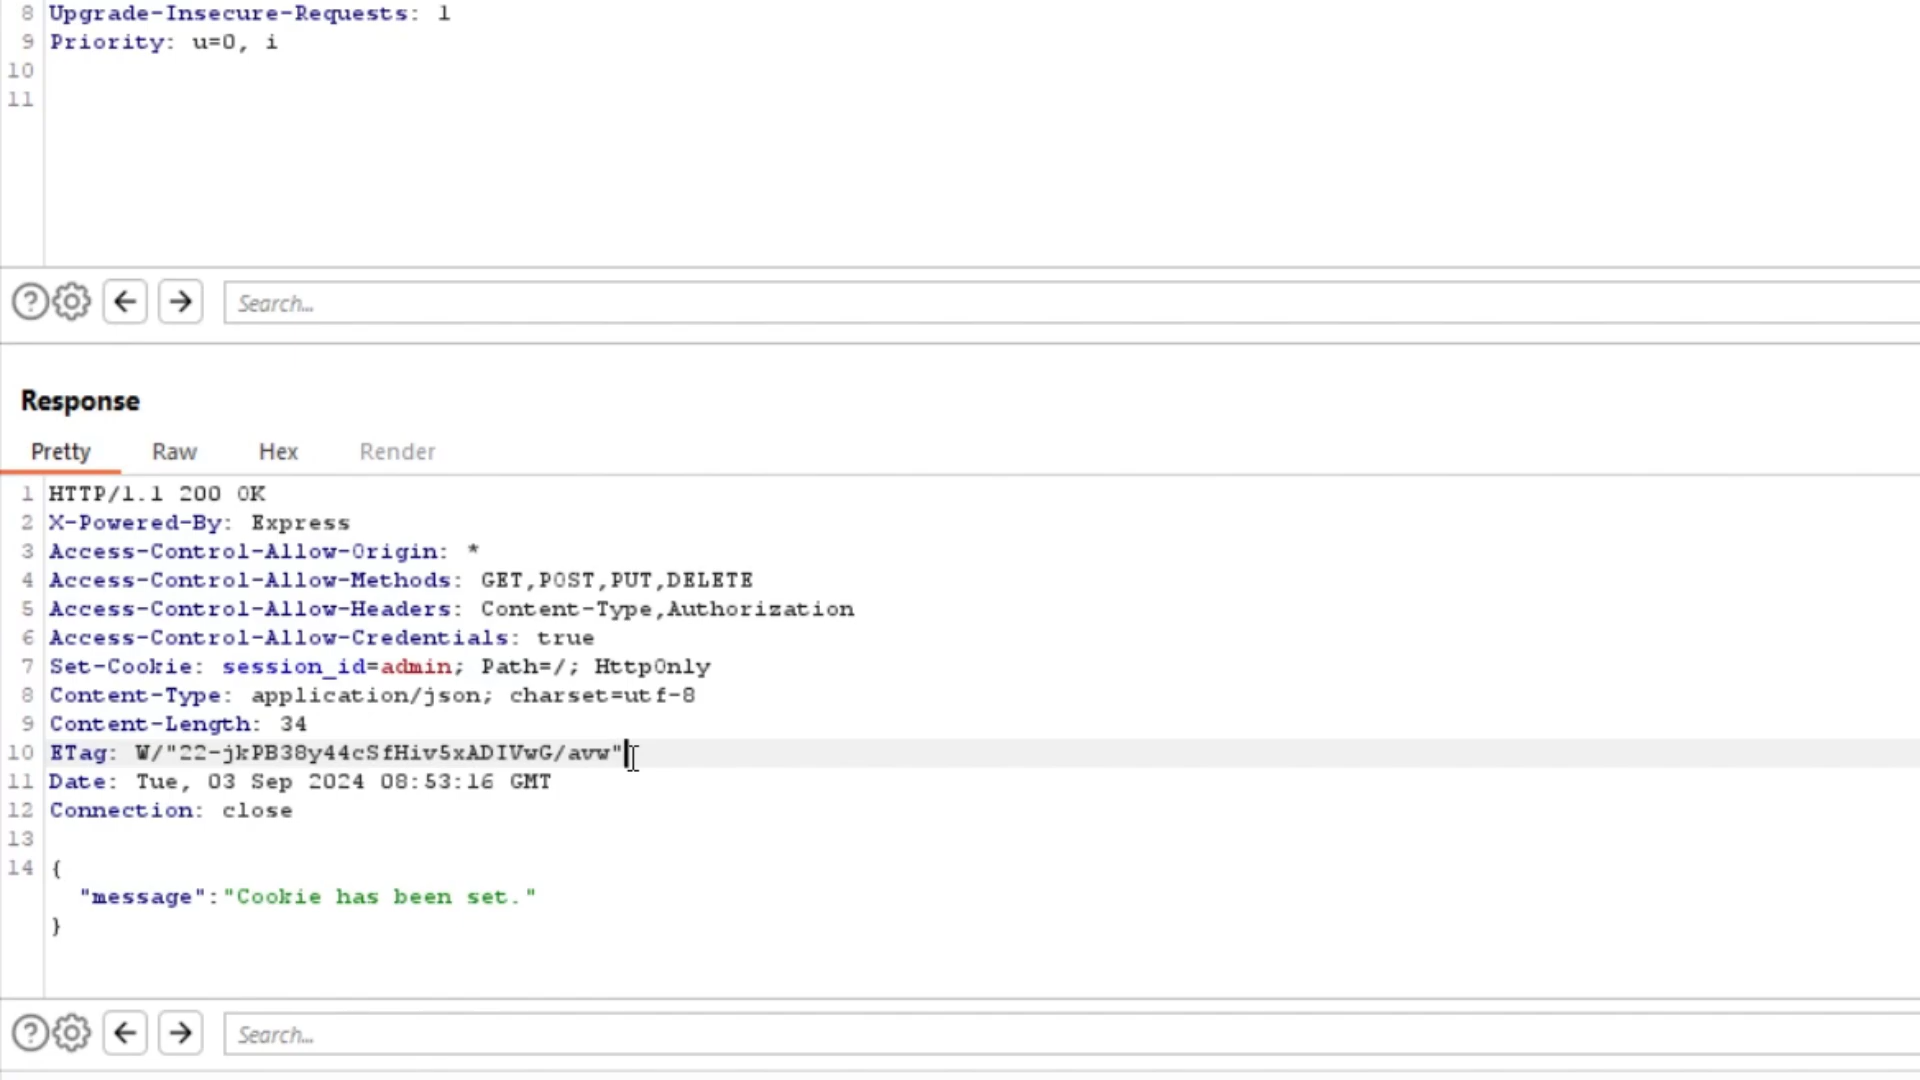 8 Upgrade-Insecure-Requests: 1
9 Priority: u=0, i
10
11
Search...
Response
Pretty Raw Hex Render
1 HTTP/1.1 200 OK
2 X-Powered-By: Express
3 Access-Control-Allow-Origin: *
4 Access-Control-Allow-Methods: GET,POST,PUT,DELETE
5 Access-Control-Allow-Headers: Content-Type,Authorization
6 Access-Control-Allow-Credentials: true
7 Set-Cookie: session_id=admin; Path=/; HttpOnly
8 Content-Type: application/json; charset=utf-8
9 Content-Length: 34
10 ETag: W/"22-jkPB38y44cSfHiv5xADIVwG/avw"
11 Date: Tue, 03 Sep 2024 08:53:16 GMT
12 Connection: close
13
14 {
"message":"Cookie has been set."
}
Search...